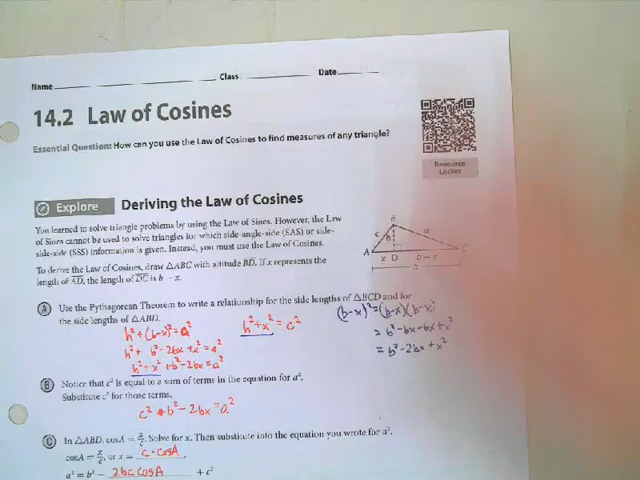 Name Class Date
14.2 Law of Cosines
Essential Question: How can you use the Law of Cosines to find measures of any triangle?
Resource Locker
Explore Deriving the Law of Cosines
You learned to solve triangle problems by using the Law of Sines. However, the Law
of Sines cannot be used to solve triangles for which side-angle-side (SAS) or side-
side-side (SSS) information is given. Instead, you must use the Law of Cosines.
To derive the Law of Cosines, draw △ABC with altitude BD. If x represents the
length of AD, the length of DC is b − x.
B
c h a
A x D b − x C
b
A Use the Pythagorean Theorem to write a relationship for the side lengths of △BCD and for
the side lengths of △ABD.
h² + (b-x)² = a² h² + x² = c²
h² + b² - 2bx + x² = a²
h² + x² + b² - 2bx = a²
(b-x)² = (b-x)(b-x)
= b² - bx - bx + x²
= b² - 2bx + x²
B Notice that c² is equal to a sum of terms in the equation for a².
Substitute c² for those terms.
c² + b² - 2bx = a²
C In △ABD, cosA = x/c. Solve for x. Then substitute into the equation you wrote for a².
cosA = x/c, or x = c · cosA
a² = b² − 2bc cosA + c²